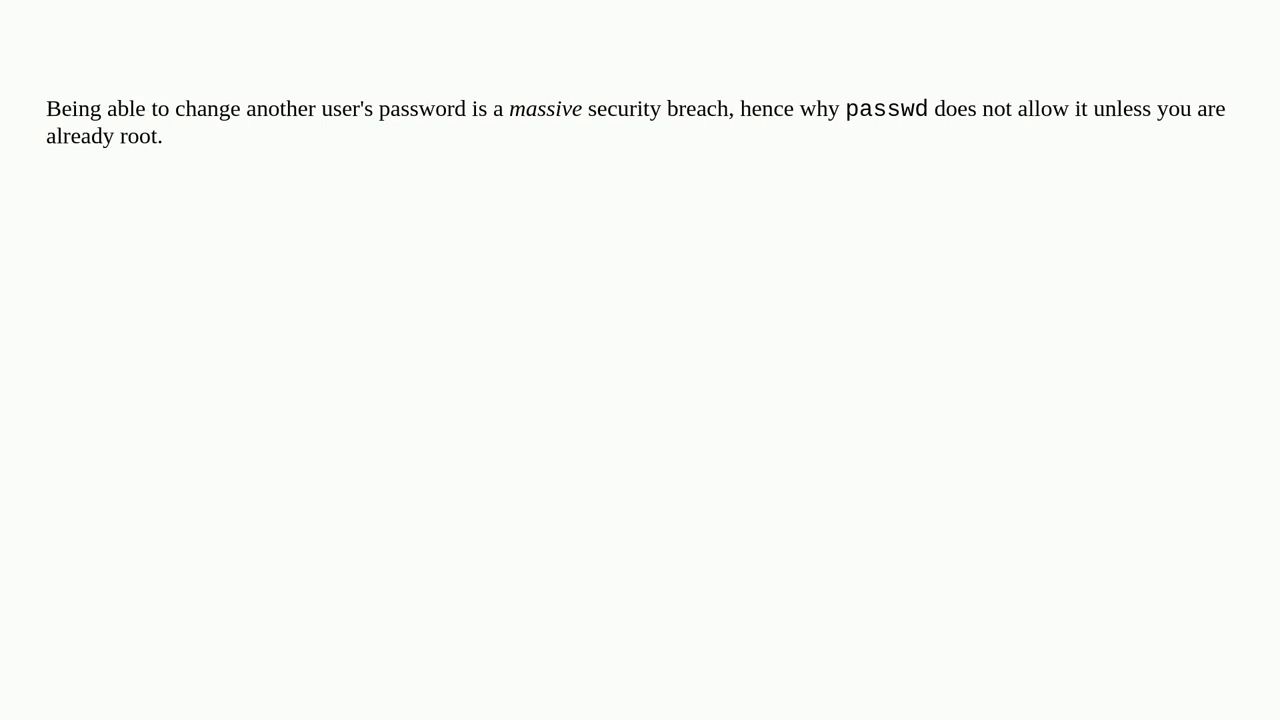 Being able to change another user's password is a massive security breach, hence why passwd does not allow it unless you are
already root.